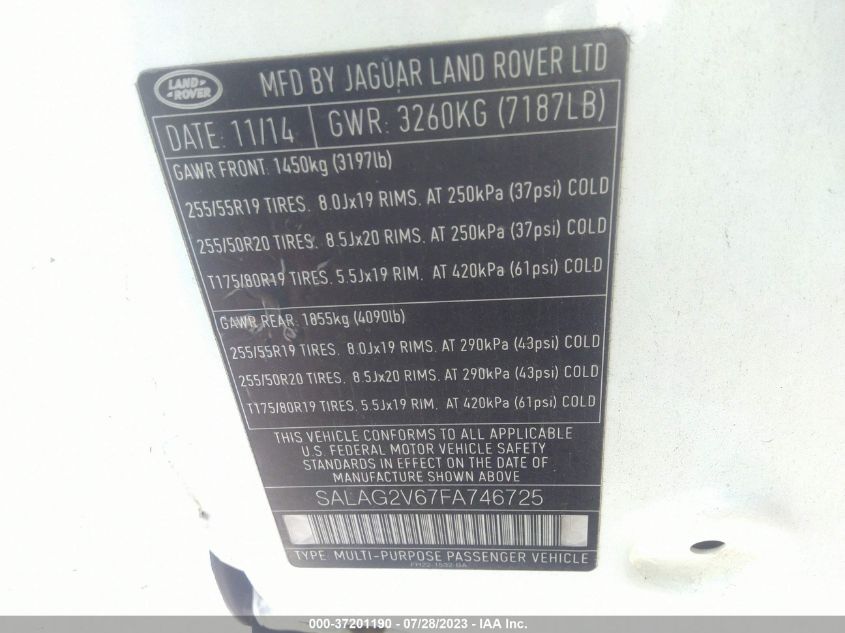 LAND ROVER
MFD BY JAGUAR LAND ROVER LTD
DATE: 11/14
GWR: 3260KG (7187LB)
GAWR FRONT: 1450kg (3197lb)
255/55R19 TIRES. 8.0Jx19 RIMS. AT 250kPa (37psi) COLD
255/50R20 TIRES. 8.5Jx20 RIMS. AT 250kPa (37psi) COLD
T175/80R19 TIRES. 5.5Jx19 RIM. AT 420kPa (61psi) COLD
GAWR REAR: 1855kg (4090lb)
255/55R19 TIRES. 8.0Jx19 RIMS. AT 290kPa (43psi) COLD
255/50R20 TIRES. 8.5Jx20 RIMS. AT 290kPa (43psi) COLD
T175/80R19 TIRES. 5.5Jx19 RIM. AT 420kPa (61psi) COLD
THIS VEHICLE CONFORMS TO ALL APPLICABLE
U.S. FEDERAL MOTOR VEHICLE SAFETY
STANDARDS IN EFFECT ON THE DATE OF
MANUFACTURE SHOWN ABOVE
SALAG2V67FA746725
TYPE: MULTI-PURPOSE PASSENGER VEHICLE
000-37201190 - 07/28/2023 - IAA Inc.